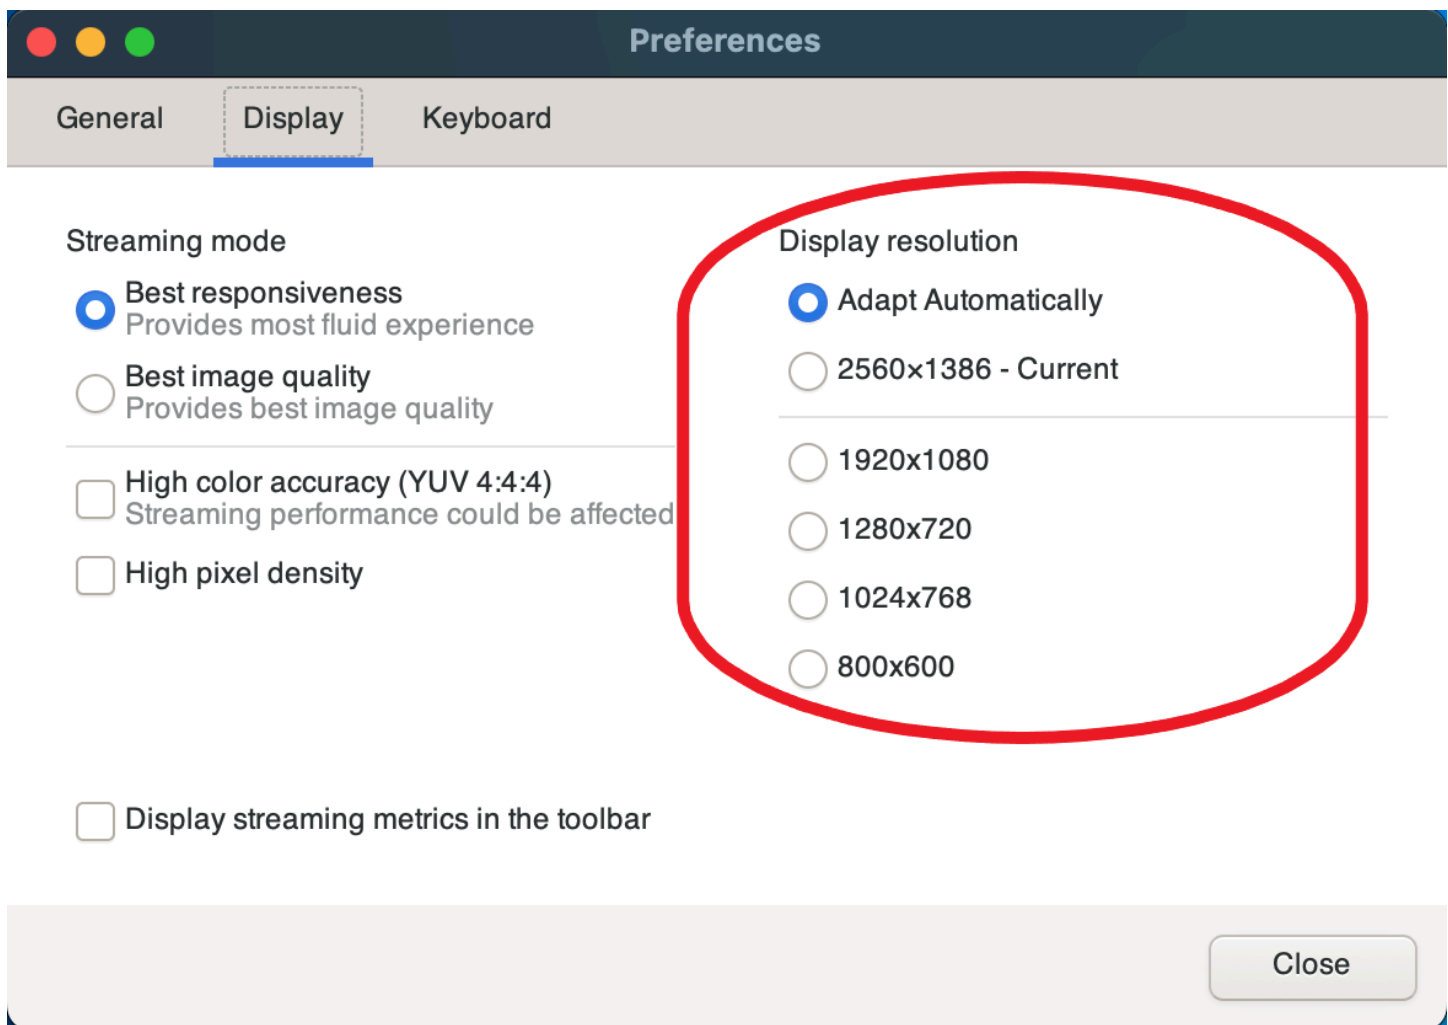 Preferences
General
Display
Keyboard
Streaming mode
Best responsiveness
Provides most fluid experience
Best image quality
Provides best image quality
High color accuracy (YUV 4:4:4)
Streaming performance could be affected
High pixel density
Display resolution
Adapt Automatically
2560×1386 - Current
1920x1080
1280x720
1024x768
800x600
Display streaming metrics in the toolbar
Close